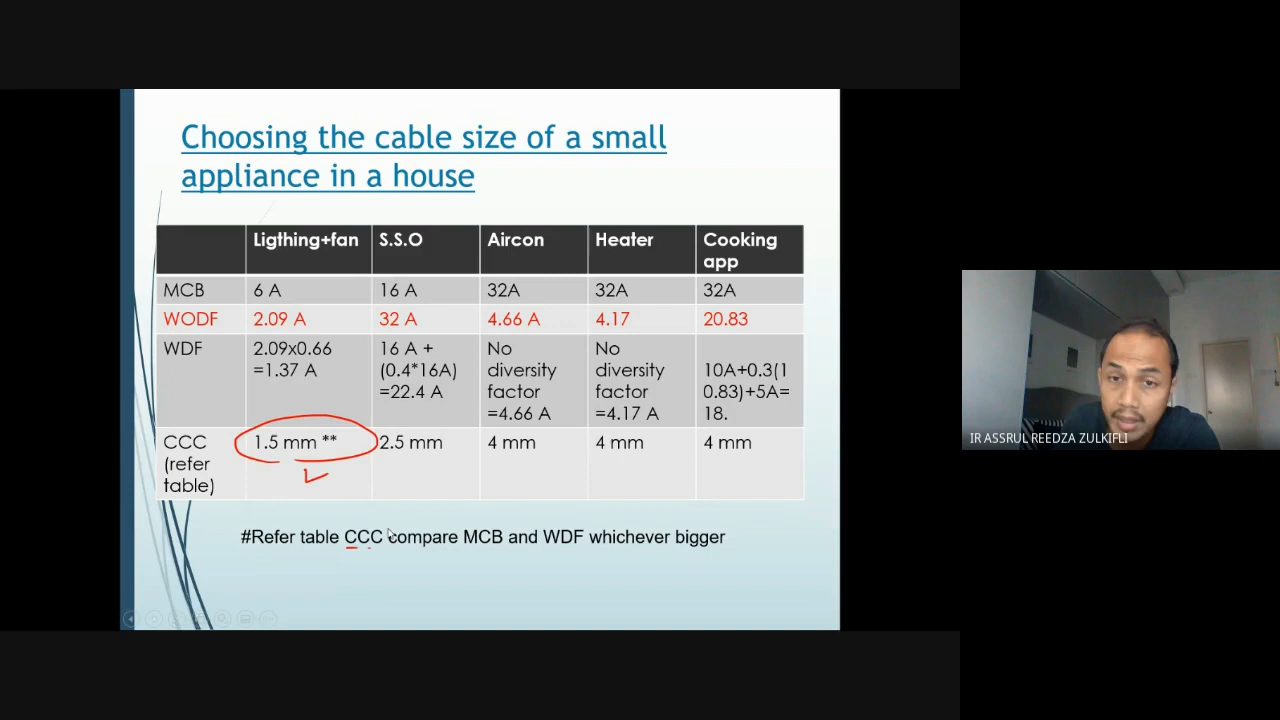 Choosing the cable size of a small
appliance in a house
Ligthing+fan S.S.O Aircon Heater Cooking
app
MCB 6 A 16 A 32A 32A 32A
WODF 2.09 A 32 A 4.66 A 4.17 20.83
WDF 2.09x0.66 16 A + No No
=1.37 A (0.4*16A) diversity diversity 10A+0.3(1
=22.4 A factor factor 0.83)+5A=
=4.66 A =4.17 A 18.
CCC 1.5 mm ** 2.5 mm 4 mm 4 mm 4 mm
(refer
table)
#Refer table CCC compare MCB and WDF whichever bigger
IR ASSRUL REEDZA ZULKIFLI